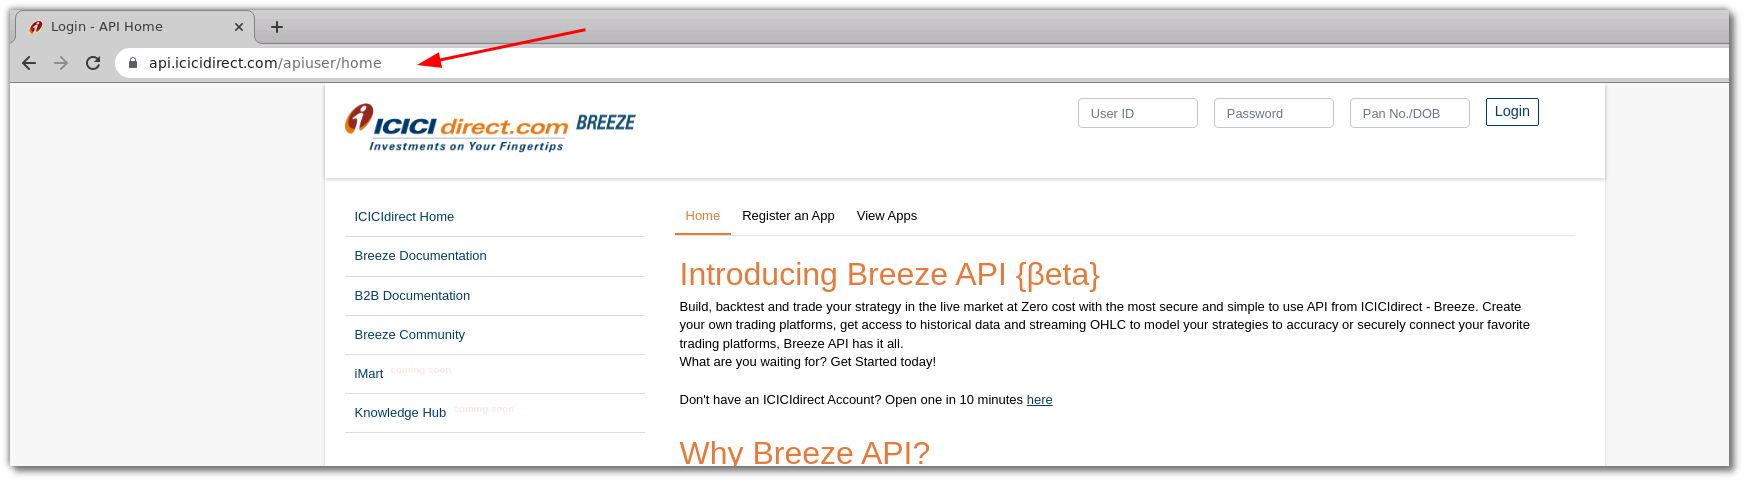 Login - API Home
api.icicidirect.com/apiuser/home
ICICI direct.com BREEZE
Investments on Your Fingertips
User ID
Password
Pan No./DOB
Login
ICICIdirect Home
Breeze Documentation
B2B Documentation
Breeze Community
iMart coming soon
Knowledge Hub coming soon
Home Register an App View Apps
Introducing Breeze API {βeta}
Build, backtest and trade your strategy in the live market at Zero cost with the most secure and simple to use API from ICICIdirect - Breeze. Create
your own trading platforms, get access to historical data and streaming OHLC to model your strategies to accuracy or securely connect your favorite
trading platforms, Breeze API has it all.
What are you waiting for? Get Started today!
Don't have an ICICIdirect Account? Open one in 10 minutes here
Why Breeze API?